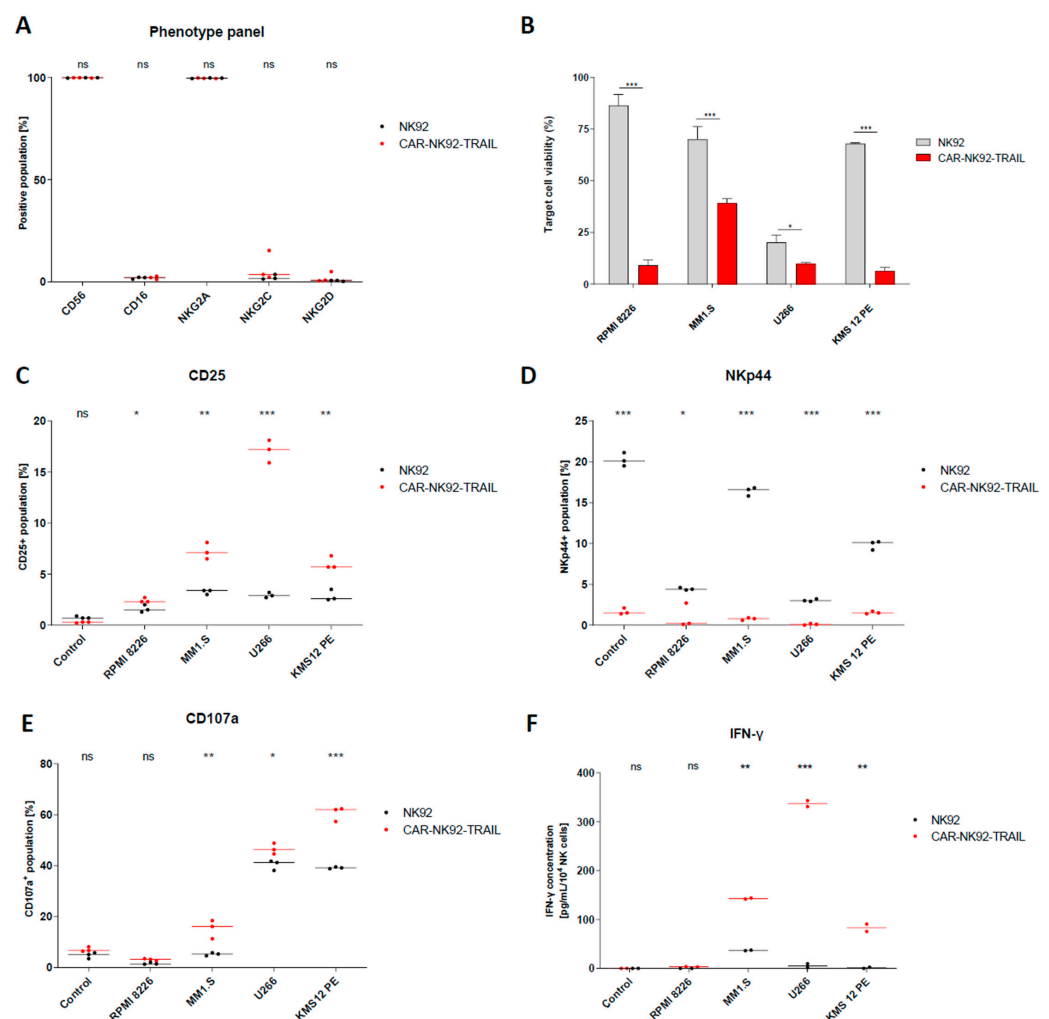 A
Phenotype panel
ns ns ns ns ns
100
50
0
Positive population [%]
CD56 CD16 NKG2A NKG2C NKG2D
NK92
CAR-NK92-TRAIL
B
100
75
50
25
0
Target cell viability (%)
*** *** * ***
RPMI 8226 MM1.S U266 KMS 12 PE
NK92
CAR-NK92-TRAIL
C
CD25
ns * ** *** **
20
15
10
5
0
CD25+ population [%]
Control RPMI 8226 MM1.S U266 KMS12 PE
NK92
CAR-NK92-TRAIL
D
NKp44
*** * *** *** ***
25
20
15
10
5
0
NKp44+ population [%]
Control RPMI 8226 MM1.S U266 KMS 12 PE
NK92
CAR-NK92-TRAIL
E
CD107a
ns ns ** * ***
80
60
40
20
0
CD107a⁺ population [%]
Control RPMI 8226 MM1.S U266 KMS12 PE
NK92
CAR-NK92-TRAIL
F
IFN-γ
ns ns ** *** **
400
300
200
100
0
IFN-γ concentration
[pg/mL/10⁴ NK cells]
Control RPMI 8226 MM1.S U266 KMS 12 PE
NK92
CAR-NK92-TRAIL